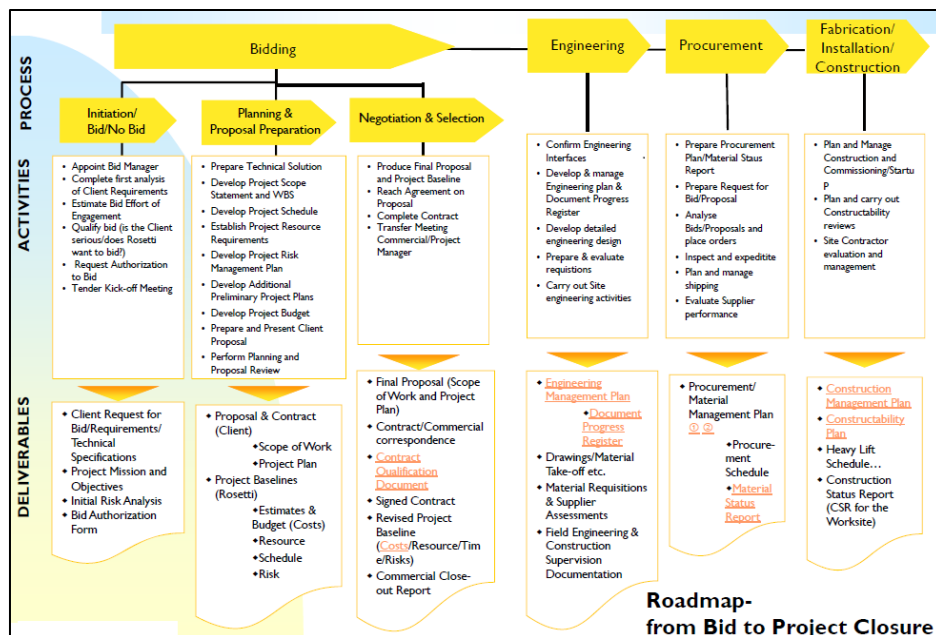 PROCESS
Bidding
Engineering
Procurement
Fabrication/
Installation/
Construction
Initiation/
Bid/No Bid
Planning &
Proposal Preparation
Negotiation & Selection
ACTIVITIES
• Appoint Bid Manager
• Complete first analysis
of Client Requirements
• Estimate Bid Effort of
Engagement
• Qualify bid (is the Client
serious/does Rosetti
want to bid?)
• Request Authorization
to Bid
• Tender Kick-off Meeting
• Prepare Technical Solution
• Develop Project Scope
Statement and WBS
• Develop Project Schedule
• Establish Project Resource
Requirements
• Develop Project Risk
Management Plan
• Develop Additional
Preliminary Project Plans
• Develop Project Budget
• Prepare and Present Client
Proposal
• Perform Planning and
Proposal Review
• Produce Final Proposal
and Project Baseline
• Reach Agreement on
Proposal
• Complete Contract
• Transfer Meeting
Commercial/Project
Manager
• Confirm Engineering
Interfaces
• Develop & manage
Engineering plan &
Document Progress
Register
• Develop detailed
engineering design
• Prepare & evaluate
requistions
• Carry out Site
engineering activities
• Prepare Procurement
Plan/Material Staus
Report
• Prepare Request for
Bid/Proposal
• Analyse
Bids/Proposals and
place orders
• Inspect and expeditite
• Plan and manage
shipping
• Evaluate Supplier
performance
• Plan and Manage
Construction and
Commissioning/Startu
P
• Plan and carry out
Constructability
reviews
• Site Contractor
evaluation and
management
DELIVERABLES
◆ Client Request for
Bid/Requirements/
Technical
Specifications
◆ Project Mission and
Objectives
◆ Initial Risk Analysis
◆ Bid Authorization
Form
◆ Proposal & Contract
(Client)
◆ Scope of Work
◆ Project Plan
◆ Project Baselines
(Rosetti)
◆ Estimates &
Budget (Costs)
◆ Resource
◆ Schedule
◆ Risk
◆ Final Proposal (Scope
of Work and Project
Plan)
◆ Contract/Commercial
correspondence
◆ Contract
Qualification
Document
◆ Signed Contract
◆ Revised Project
Baseline
(Costs/Resource/Tim
e/Risks)
◆ Commercial Close-
out Report
◆ Engineering
Management Plan
◆ Document
Progress
Register
◆ Drawings/Material
Take-off etc.
◆ Material Requisitions
& Supplier
Assessments
◆ Field Engineering &
Construction
Supervision
Documentation
◆ Procurement/
Material
Management Plan
① ②
◆ Procure-
ment
Schedule
◆ Material
Status
Report
◆ Construction
Management Plan
◆ Constructability
Plan
◆ Heavy Lift
Schedule...
◆ Construction
Status Report
(CSR for the
Worksite)
Roadmap-
from Bid to Project Closure